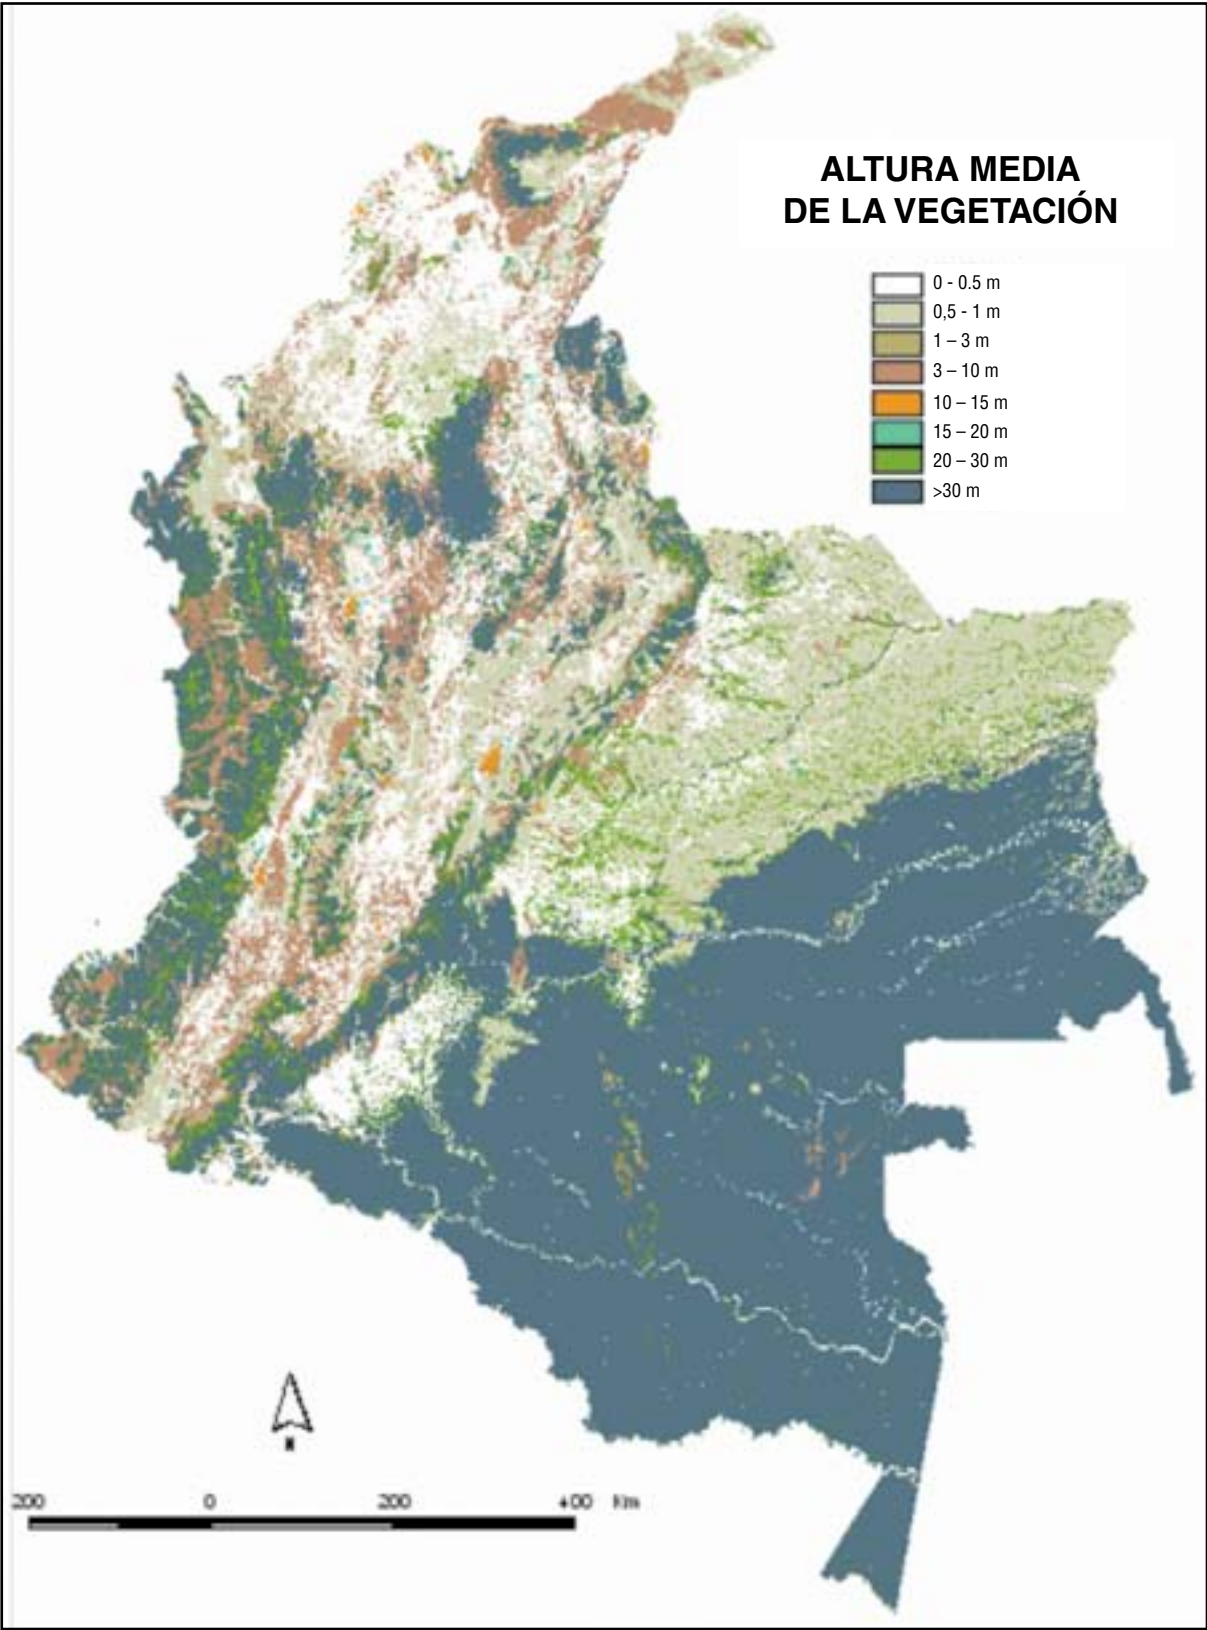 ALTURA MEDIA
DE LA VEGETACIÓN
0 - 0.5 m
0,5 - 1 m
1 – 3 m
3 – 10 m
10 – 15 m
15 – 20 m
20 – 30 m
>30 m
N
200 0 200 400 Km